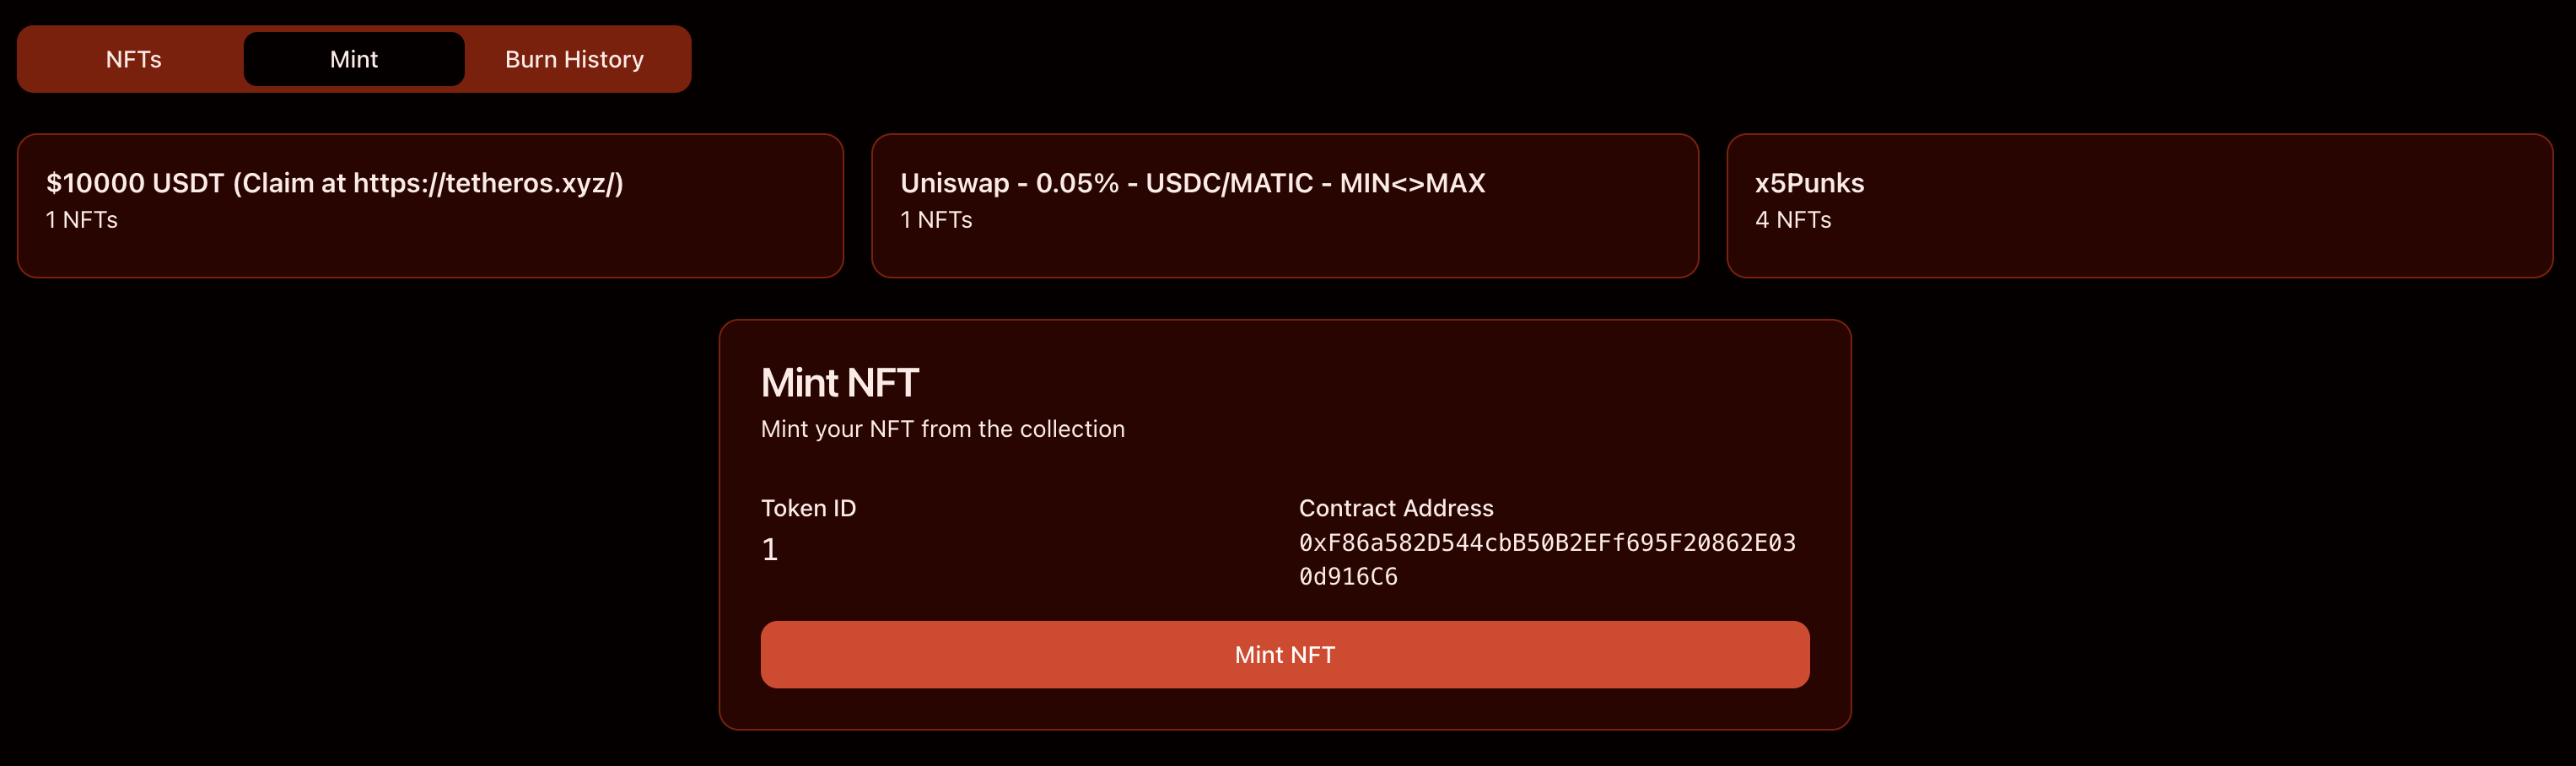 NFTs
Mint
Burn History
$10000 USDT (Claim at https://tetheros.xyz/)
1 NFTs
Uniswap - 0.05% - USDC/MATIC - MIN<>MAX
1 NFTs
x5Punks
4 NFTs
Mint NFT
Mint your NFT from the collection
Token ID
1
Contract Address
0xF86a582D544cbB50B2EFf695F20862E03
0d916C6
Mint NFT